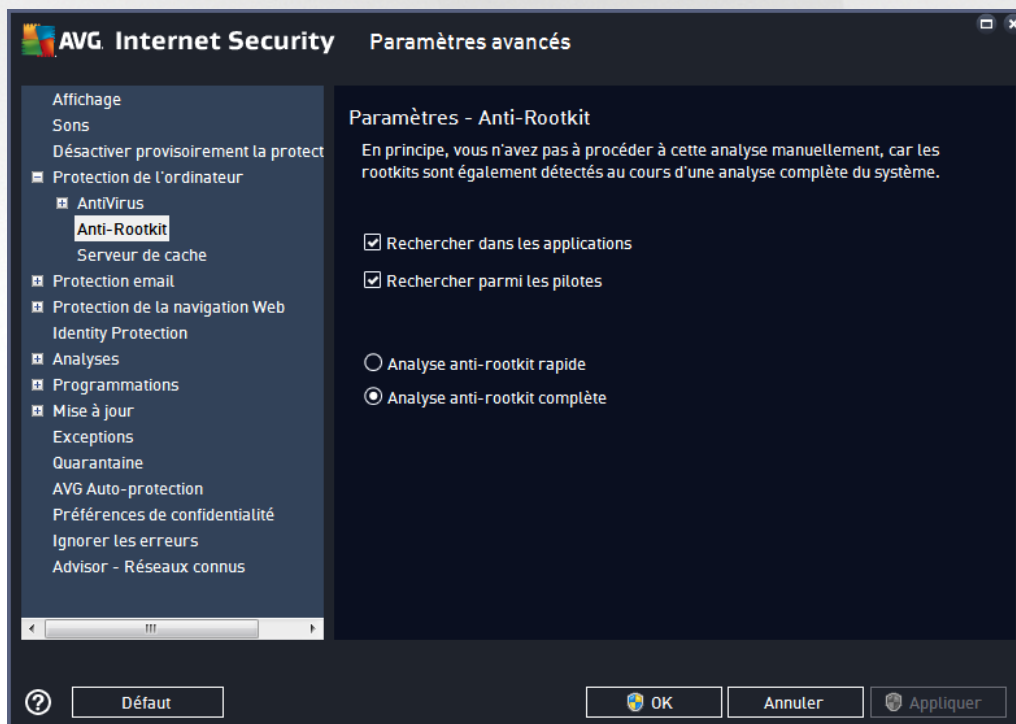 AVG. Internet Security
Paramètres avancés
Affichage
Sons
Désactiver provisoirement la protect
Protection de l'ordinateur
AntiVirus
Anti-Rootkit
Serveur de cache
Protection email
Protection de la navigation Web
Identity Protection
Analyses
Programmations
Mise à jour
Exceptions
Quarantaine
AVG Auto-protection
Préférences de confidentialité
Ignorer les erreurs
Advisor - Réseaux connus
Paramètres - Anti-Rootkit
En principe, vous n'avez pas à procéder à cette analyse manuellement, car les
rootkits sont également détectés au cours d'une analyse complète du système.
Rechercher dans les applications
Rechercher parmi les pilotes
Analyse anti-rootkit rapide
Analyse anti-rootkit complète
Défaut
OK
Annuler
Appliquer